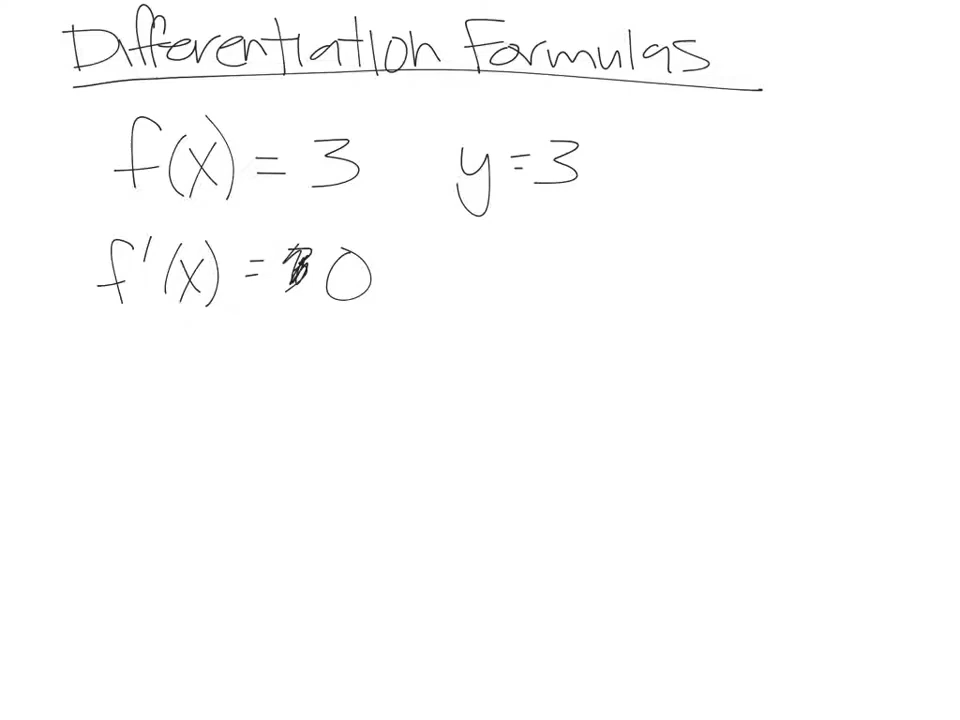 Differentiation Formulas
f(x) = 3 y = 3
f'(x) = 0